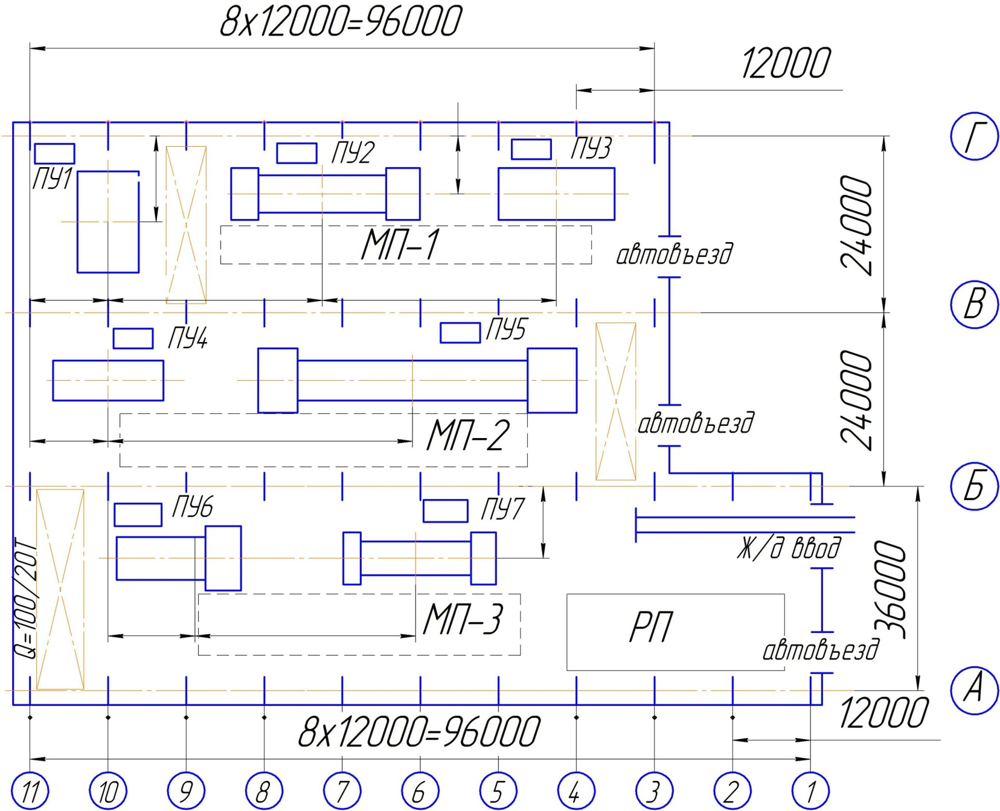 8x12000=96000
12000
Г
ПУ1
ПУ2
ПУ3
24000
МП-1
автовъезд
В
ПУ4
ПУ5
24000
МП-2
автовъезд
Б
ПУ6
ПУ7
Ж/д ввод
Q=100/20Т
36000
МП-3
РП
автовъезд
А
12000
8x12000=96000
11 10 9 8 7 6 5 4 3 2 1